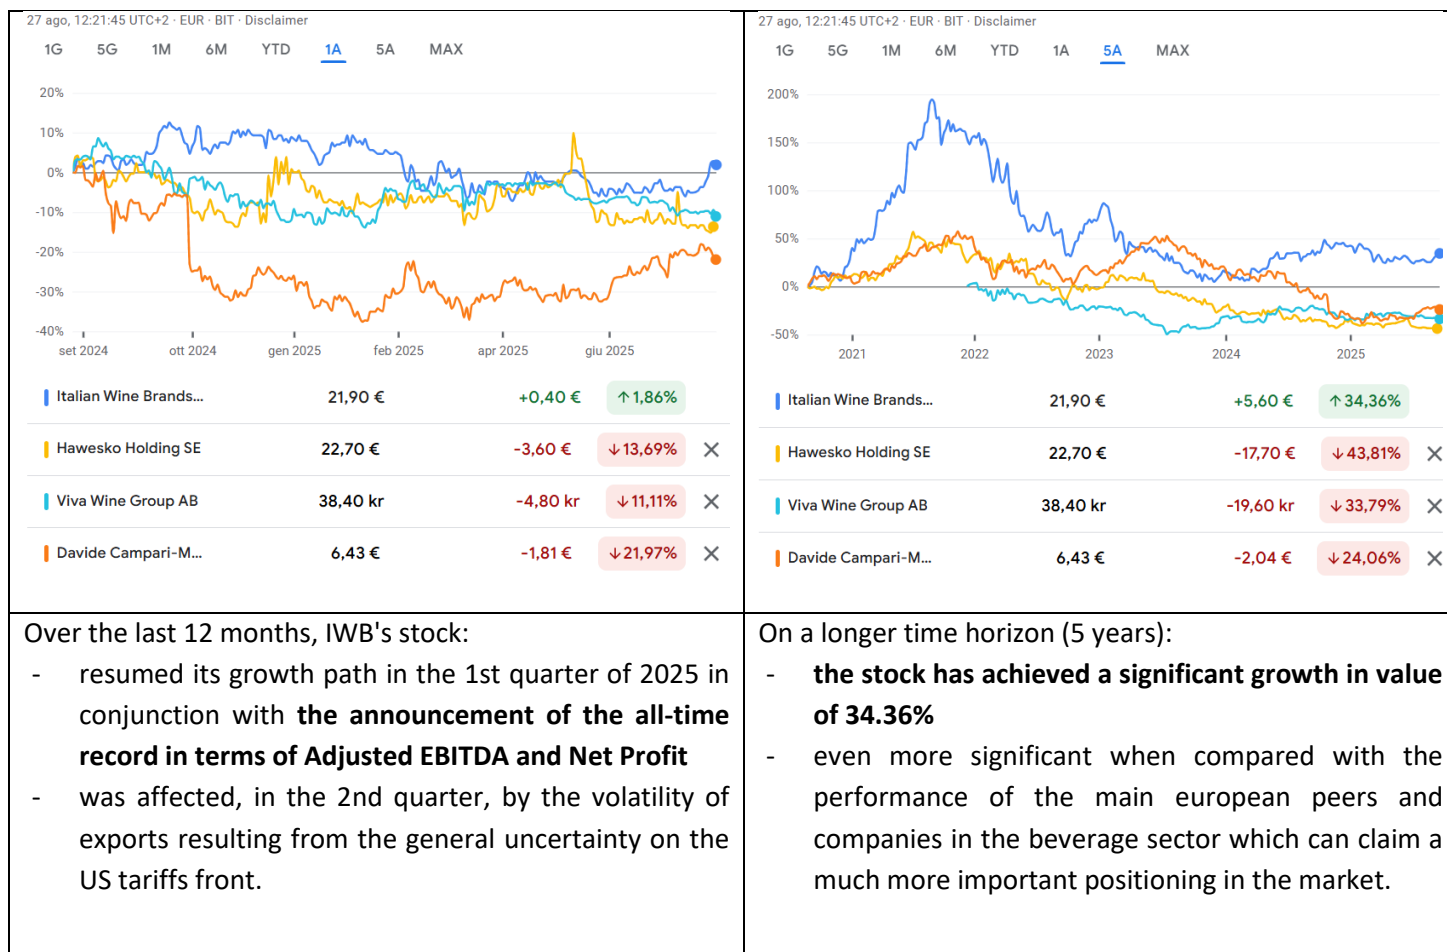 27 ago, 12:21:45 UTC+2 · EUR · BIT · Disclaimer
1G 5G 1M 6M YTD 1A 5A MAX
20%
10%
0%
-10%
-20%
-30%
-40%
set 2024 ott 2024 gen 2025 feb 2025 apr 2025 giu 2025
Italian Wine Brands... 21,90 € +0,40 € ↑ 1,86%
Hawesko Holding SE 22,70 € -3,60 € ↓ 13,69% ×
Viva Wine Group AB 38,40 kr -4,80 kr ↓ 11,11% ×
Davide Campari-M... 6,43 € -1,81 € ↓ 21,97% ×
Over the last 12 months, IWB's stock:
- resumed its growth path in the 1st quarter of 2025 in
conjunction with the announcement of the all-time
record in terms of Adjusted EBITDA and Net Profit
- was affected, in the 2nd quarter, by the volatility of
exports resulting from the general uncertainty on the
US tariffs front.
27 ago, 12:21:45 UTC+2 · EUR · BIT · Disclaimer
1G 5G 1M 6M YTD 1A 5A MAX
200%
150%
100%
50%
0%
-50%
2021 2022 2023 2024 2025
Italian Wine Brands... 21,90 € +5,60 € ↑ 34,36%
Hawesko Holding SE 22,70 € -17,70 € ↓ 43,81% ×
Viva Wine Group AB 38,40 kr -19,60 kr ↓ 33,79% ×
Davide Campari-M... 6,43 € -2,04 € ↓ 24,06% ×
On a longer time horizon (5 years):
- the stock has achieved a significant growth in value
of 34.36%
- even more significant when compared with the
performance of the main european peers and
companies in the beverage sector which can claim a
much more important positioning in the market.